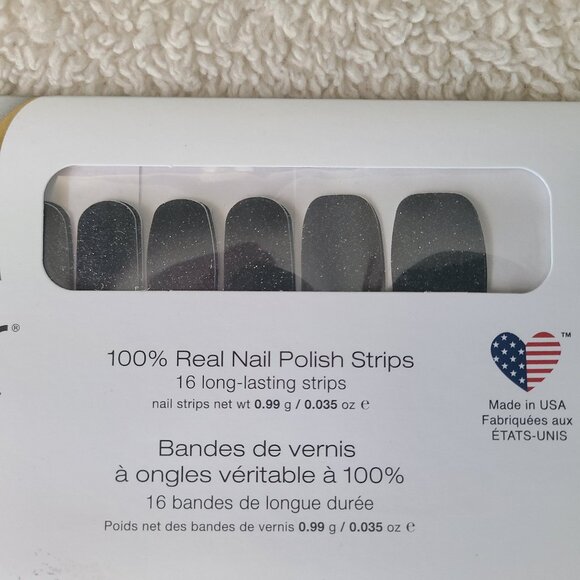 100% Real Nail Polish Strips
16 long-lasting strips
nail strips net wt 0.99 g / 0.035 oz e
Bandes de vernis
à ongles véritable à 100%
16 bandes de longue durée
Poids net des bandes de vernis 0.99 g / 0.035 oz e
r®
™
Made in USA
Fabriquées aux
ÉTATS-UNIS